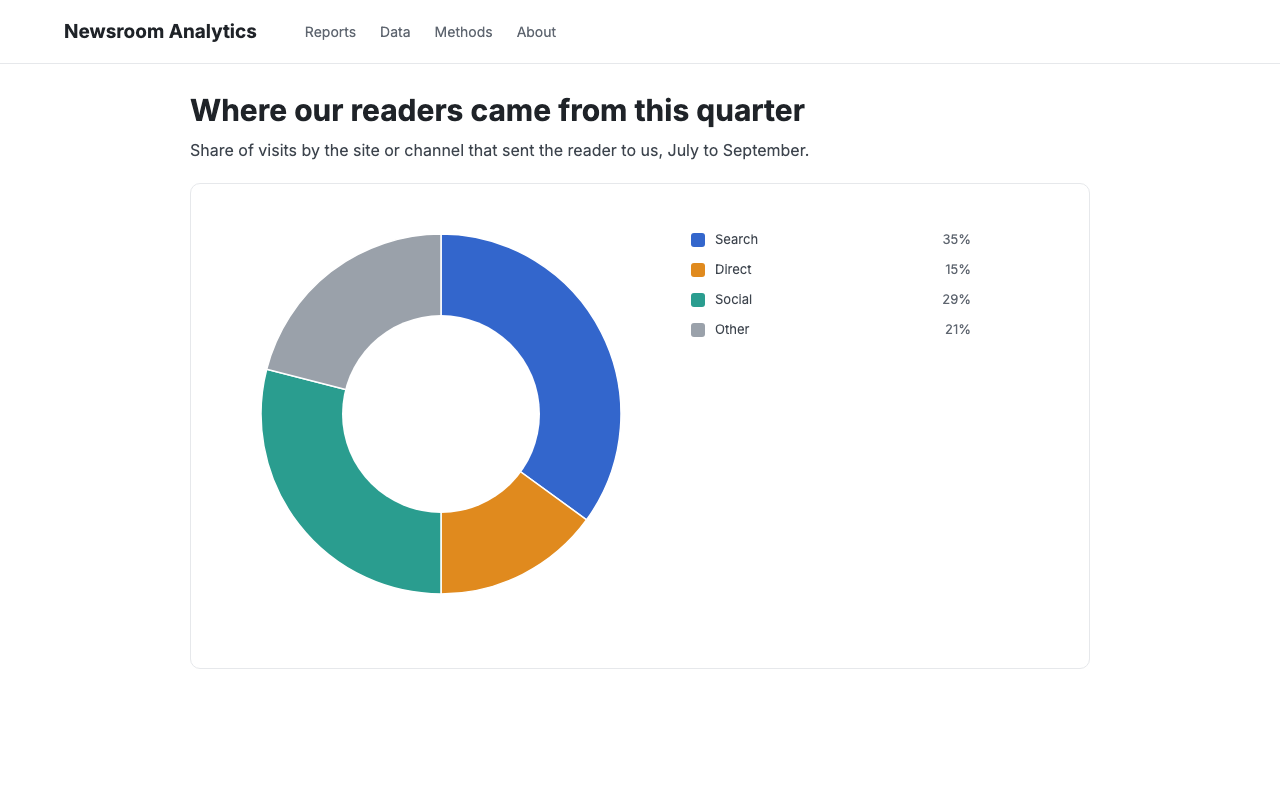 Newsroom Analytics Reports Data Methods About
Where our readers came from this quarter
Share of visits by the site or channel that sent the reader to us, July to September.
Search 35%
Direct 15%
Social 29%
Other 21%